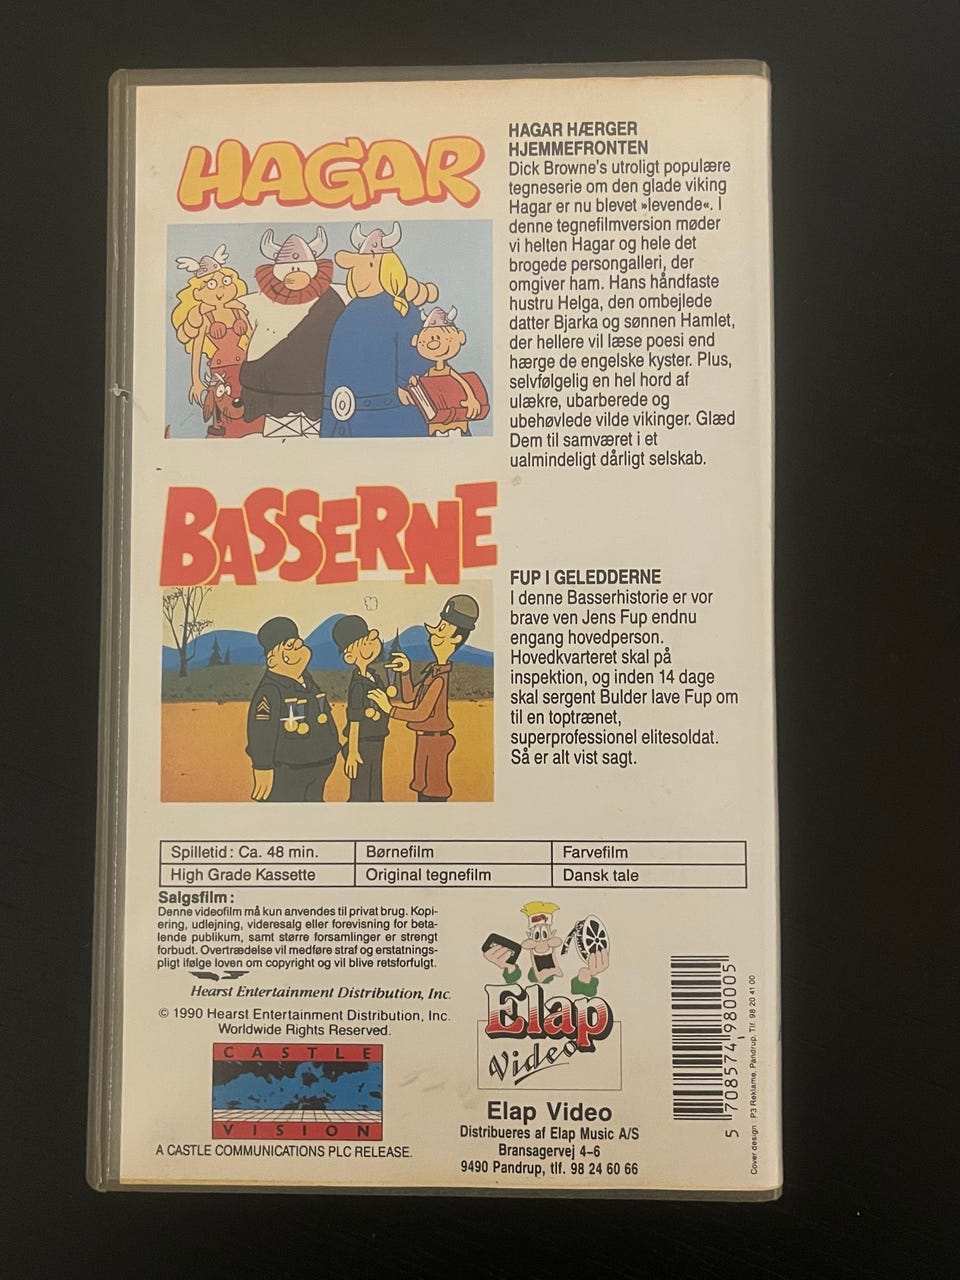 HAGAR
HAGAR HÆRGER
HJEMMEFRONTEN
Dick Browne's utroligt populære
tegneserie om den glade viking
Hagar er nu blevet »levende«. I
denne tegnefilmversion møder
vi helten Hagar og hele det
brogede persongalleri, der
omgiver ham. Hans håndfaste
hustru Helga, den ombejlede
datter Bjarka og sønnen Hamlet,
der hellere vil læse poesi end
hærge de engelske kyster. Plus,
selvfølgelig en hel hord af
ulækre, ubarberede og
ubehøvlede vilde vikinger. Glæd
Dem til samværet i et
ualmindeligt dårligt selskab.
BASSERNE
FUP I GELEDDERNE
I denne Basserhistorie er vor
brave ven Jens Fup endnu
engang hovedperson.
Hovedkvarteret skal på
inspektion, og inden 14 dage
skal sergent Bulder lave Fup om
til en toptrænet,
superprofessionel elitesoldat.
Så er alt vist sagt.
Spilletid: Ca. 48 min. Børnefilm Farvefilm
High Grade Kassette Original tegnefilm Dansk tale
Salgsfilm:
Denne videofilm må kun anvendes til privat brug. Kopi-
ering, udlejning, videresalg eller forevisning for beta-
lende publikum, samt større forsamlinger er strengt
forbudt. Overtrædelse vil medføre straf og erstatnings-
pligt ifølge loven om copyright og vil blive retsforfulgt.
Hearst Entertainment Distribution, Inc.
© 1990 Hearst Entertainment Distribution, Inc.
Worldwide Rights Reserved.
CASTLE
VISION
A CASTLE COMMUNICATIONS PLC RELEASE.
Elap
Video
Elap Video
Distribueres af Elap Music A/S
Bransagervej 4-6
9490 Pandrup, tlf. 98 24 60 66
5 708574 980005
Cover design: P3 Reklame, Pandrup, Tlf. 98 20 41 00